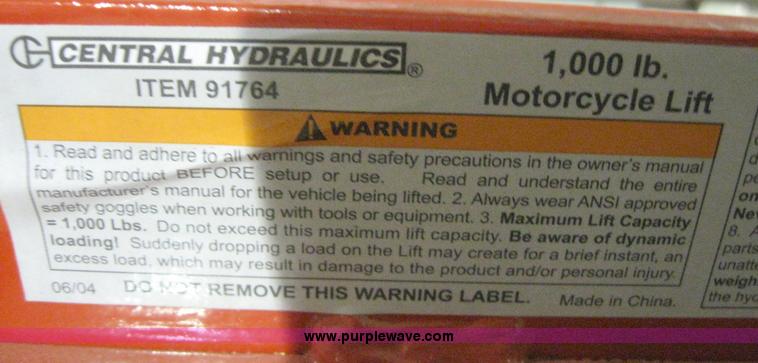 CENTRAL HYDRAULICS®
ITEM 91764
1,000 lb.
Motorcycle Lift
WARNING
1. Read and adhere to all warnings and safety precautions in the owner's manual
for this product BEFORE setup or use. Read and understand the entire
manufacturer's manual for the vehicle being lifted. 2. Always wear ANSI approved
safety goggles when working with tools or equipment. 3. Maximum Lift Capacity
= 1,000 Lbs. Do not exceed this maximum lift capacity. Be aware of dynamic
loading! Suddenly dropping a load on the Lift may create for a brief instant, an
excess load, which may result in damage to the product and/or personal injury.
06/04 DO NOT REMOVE THIS WARNING LABEL. Made in China.
on
8.
parts
the
www.purplewave.com